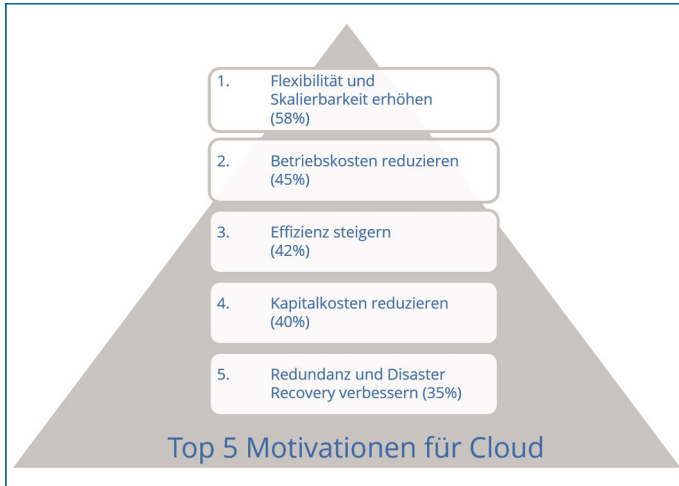 1. Flexibilität und
Skalierbarkeit erhöhen
(58%)
2. Betriebskosten reduzieren
(45%)
3. Effizienz steigern
(42%)
4. Kapitalkosten reduzieren
(40%)
5. Redundanz und Disaster
Recovery verbessern (35%)
Top 5 Motivationen für Cloud